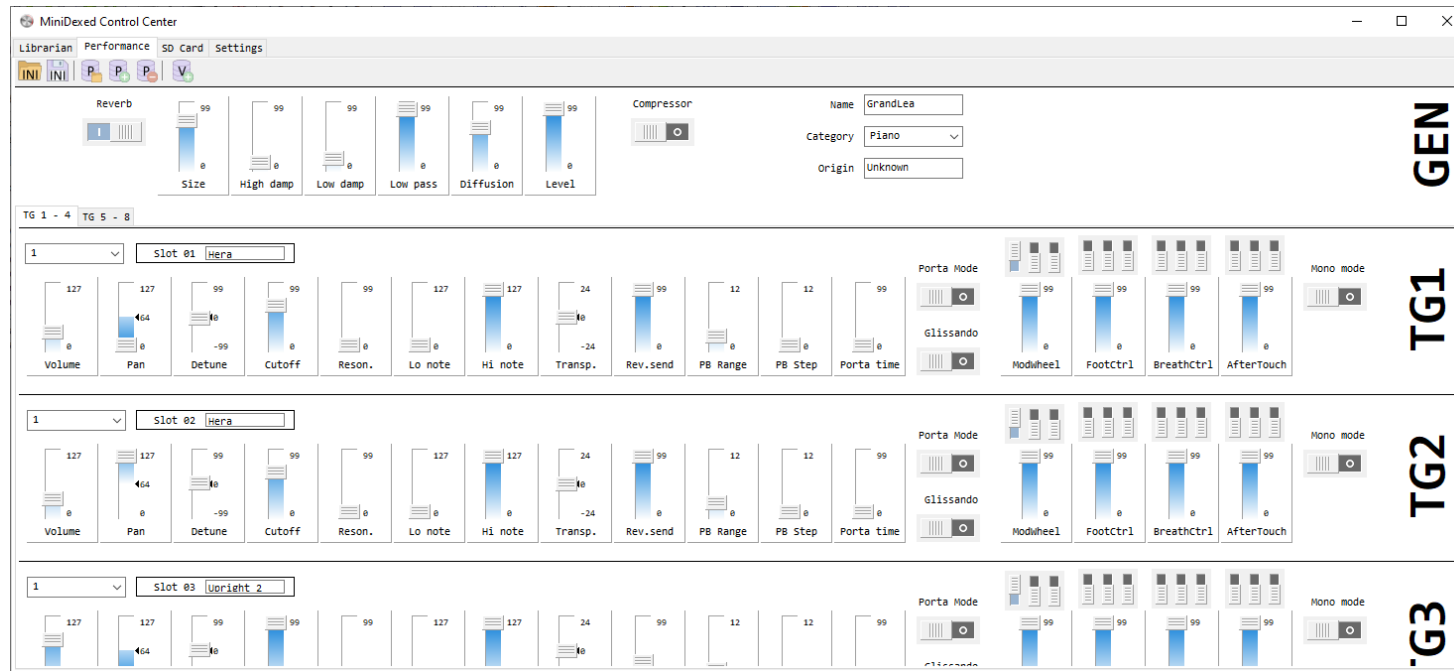 MiniDexed Control Center
Librarian Performance SD Card Settings
INI INI P P P V
Reverb Compressor Name GrandLea
99 99 99 99 99 99
I O
Category Piano
0 0 0 0 0 0
Origin Unknown
Size High damp Low damp Low pass Diffusion Level
GEN
TG 1 - 4 TG 5 - 8
1 Slot 01 Hera
Porta Mode Mono mode
127 127 99 99 99 127 127 24 99 12 12 99 O 99 99 99 99 O
64 0 0
Glissando
0 0 -99 0 0 0 0 -24 0 0 0 0 O 0 0 0 0
Volume Pan Detune Cutoff Reson. Lo note Hi note Transp. Rev.send PB Range PB Step Porta time ModWheel FootCtrl BreathCtrl AfterTouch
TG1
1 Slot 02 Hera
Porta Mode Mono mode
127 127 99 99 99 127 127 24 99 12 12 99 O 99 99 99 99 O
64 0 0
Glissando
0 0 -99 0 0 0 0 -24 0 0 0 0 O 0 0 0 0
Volume Pan Detune Cutoff Reson. Lo note Hi note Transp. Rev.send PB Range PB Step Porta time ModWheel FootCtrl BreathCtrl AfterTouch
TG2
1 Slot 03 Upright 2
Porta Mode Mono mode
127 127 99 99 99 127 127 24 99 12 12 99 O 99 99 99 99 O
64 0 0
Glissando
TG3